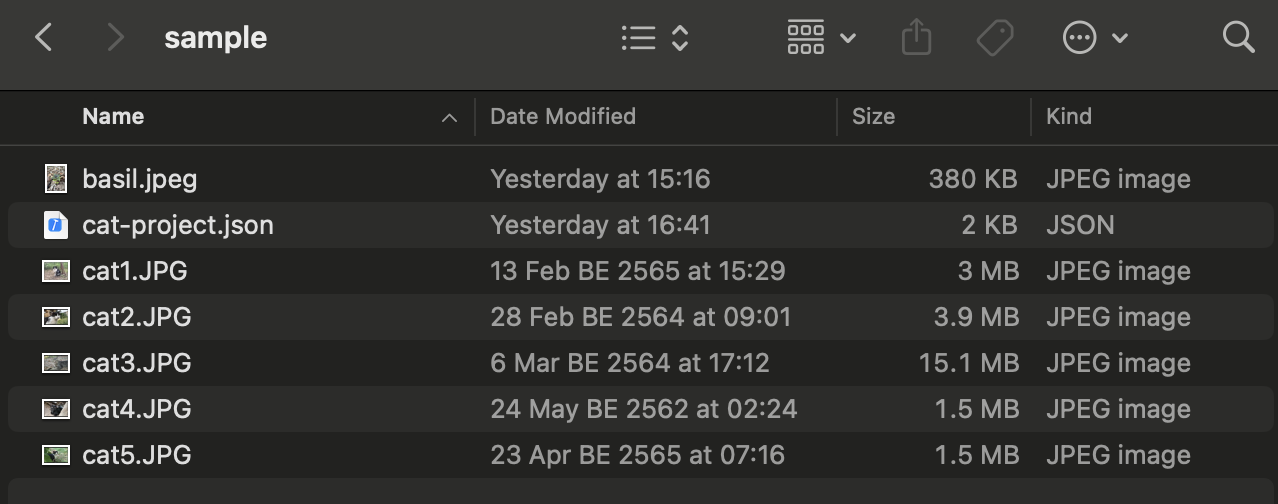 sample
Name Date Modified Size Kind
basil.jpeg Yesterday at 15:16 380 KB JPEG image
cat-project.json Yesterday at 16:41 2 KB JSON
cat1.JPG 13 Feb BE 2565 at 15:29 3 MB JPEG image
cat2.JPG 28 Feb BE 2564 at 09:01 3.9 MB JPEG image
cat3.JPG 6 Mar BE 2564 at 17:12 15.1 MB JPEG image
cat4.JPG 24 May BE 2562 at 02:24 1.5 MB JPEG image
cat5.JPG 23 Apr BE 2565 at 07:16 1.5 MB JPEG image